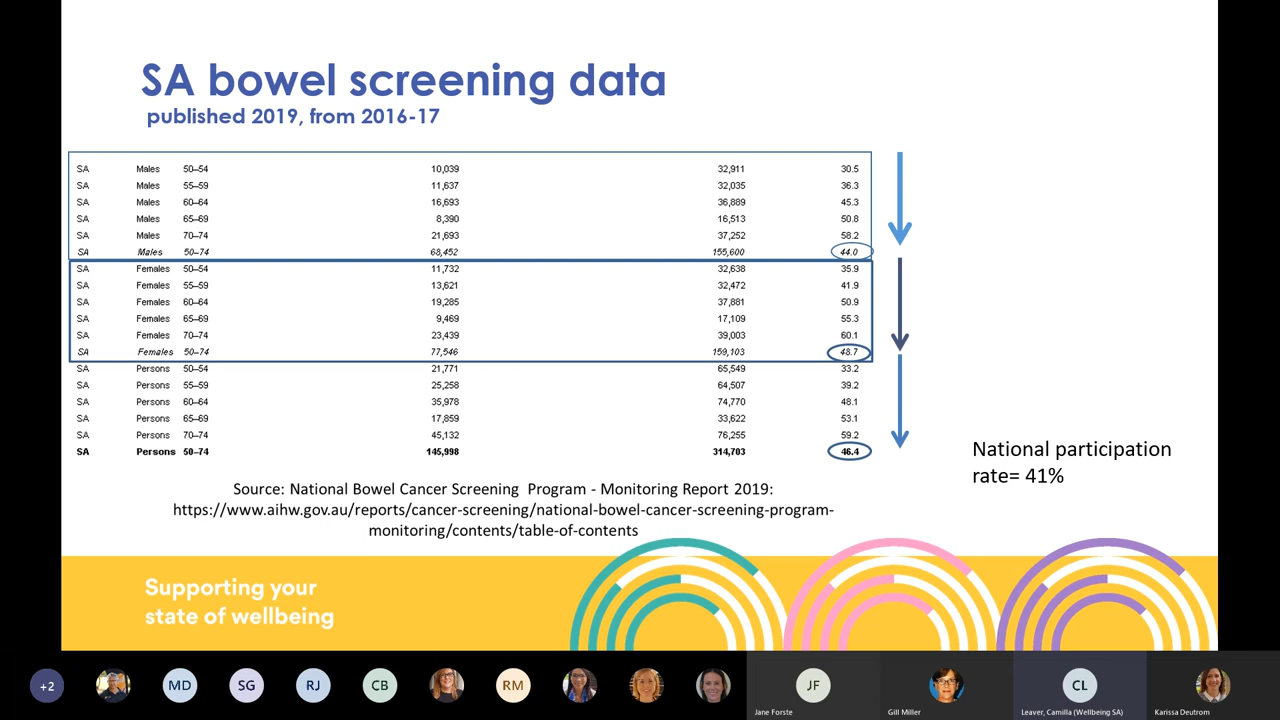 SA bowel screening data
published 2019, from 2016-17
SA Males 50–54 10,039 32,911 30.5
SA Males 55–59 11,637 32,035 36.3
SA Males 60–64 16,693 36,889 45.3
SA Males 65–69 8,390 16,513 50.8
SA Males 70–74 21,693 37,252 58.2
SA Males 50–74 68,452 155,600 44.0
SA Females 50–54 11,732 32,638 35.9
SA Females 55–59 13,621 32,472 41.9
SA Females 60–64 19,285 37,881 50.9
SA Females 65–69 9,469 17,109 55.3
SA Females 70–74 23,439 39,003 60.1
SA Females 50–74 77,546 159,103 48.7
SA Persons 50–54 21,771 65,549 33.2
SA Persons 55–59 25,258 64,507 39.2
SA Persons 60–64 35,978 74,770 48.1
SA Persons 65–69 17,859 33,622 53.1
SA Persons 70–74 45,132 76,255 59.2
SA Persons 50–74 145,998 314,703 46.4
National participation
rate= 41%
Source: National Bowel Cancer Screening Program - Monitoring Report 2019:
https://www.aihw.gov.au/reports/cancer-screening/national-bowel-cancer-screening-program-
monitoring/contents/table-of-contents
Supporting your
state of wellbeing
+2 MD SG RJ CB RM JF CL
Jane Forste Gill Miller Leaver, Camilla (Wellbeing SA) Karissa Deutrom